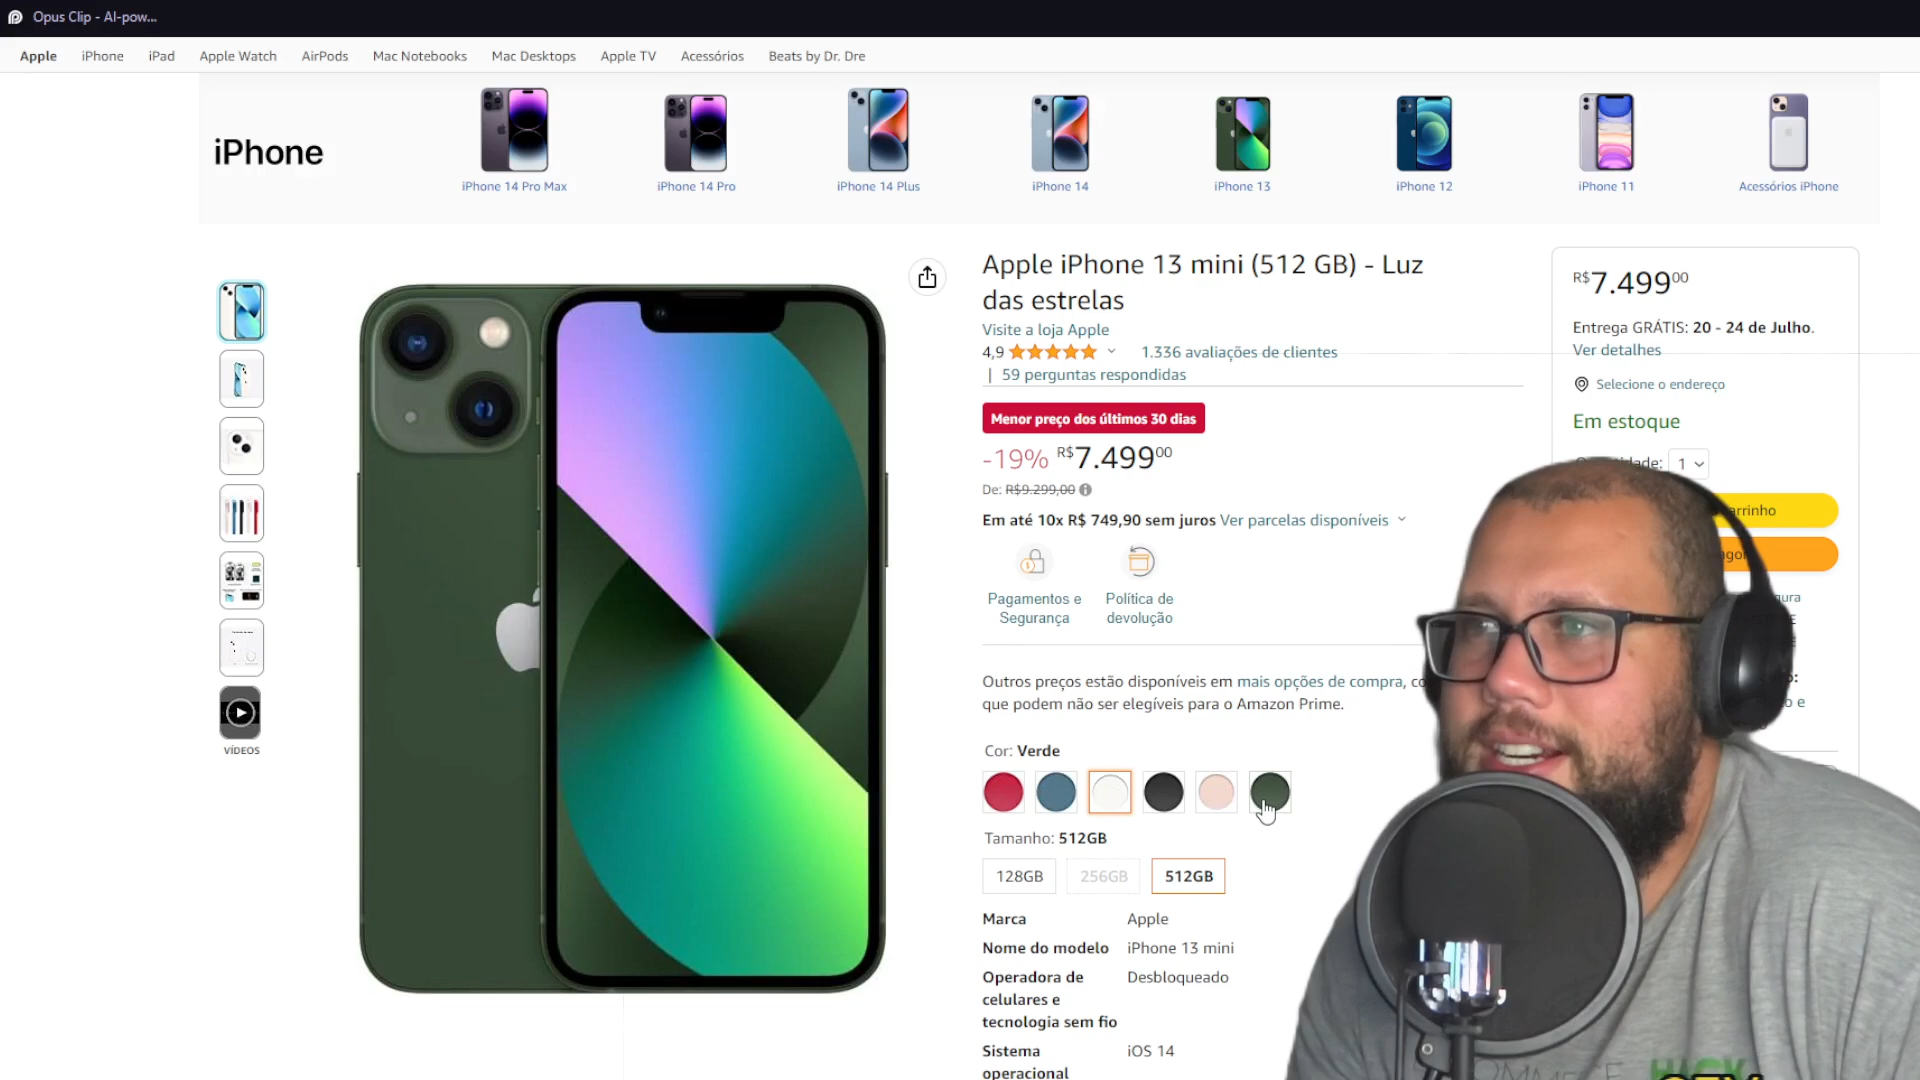 Opus Clip - AI-pow...
Apple iPhone iPad Apple Watch AirPods Mac Notebooks Mac Desktops Apple TV Acessórios Beats by Dr. Dre
iPhone
iPhone 14 Pro Max iPhone 14 Pro iPhone 14 Plus iPhone 14 iPhone 13 iPhone 12 iPhone 11 Acessórios iPhone
VÍDEOS
Apple iPhone 13 mini (512 GB) - Luz
das estrelas
Visite a loja Apple
4,9 1.336 avaliações de clientes
| 59 perguntas respondidas
Menor preço dos últimos 30 dias
-19% R$7.49900
De: R$9.299,00
Em até 10x R$ 749,90 sem juros Ver parcelas disponíveis
Pagamentos e
Segurança
Política de
devolução
Outros preços estão disponíveis em mais opções de compra, co
que podem não ser elegíveis para o Amazon Prime.
Cor: Verde
Tamanho: 512GB
128GB 256GB 512GB
Marca Apple
Nome do modelo iPhone 13 mini
Operadora de
celulares e
tecnologia sem fio
Desbloqueado
Sistema
operacional
iOS 14
R$7.49900
Entrega GRÁTIS: 20 - 24 de Julho.
Ver detalhes
Selecione o endereço
Em estoque
1